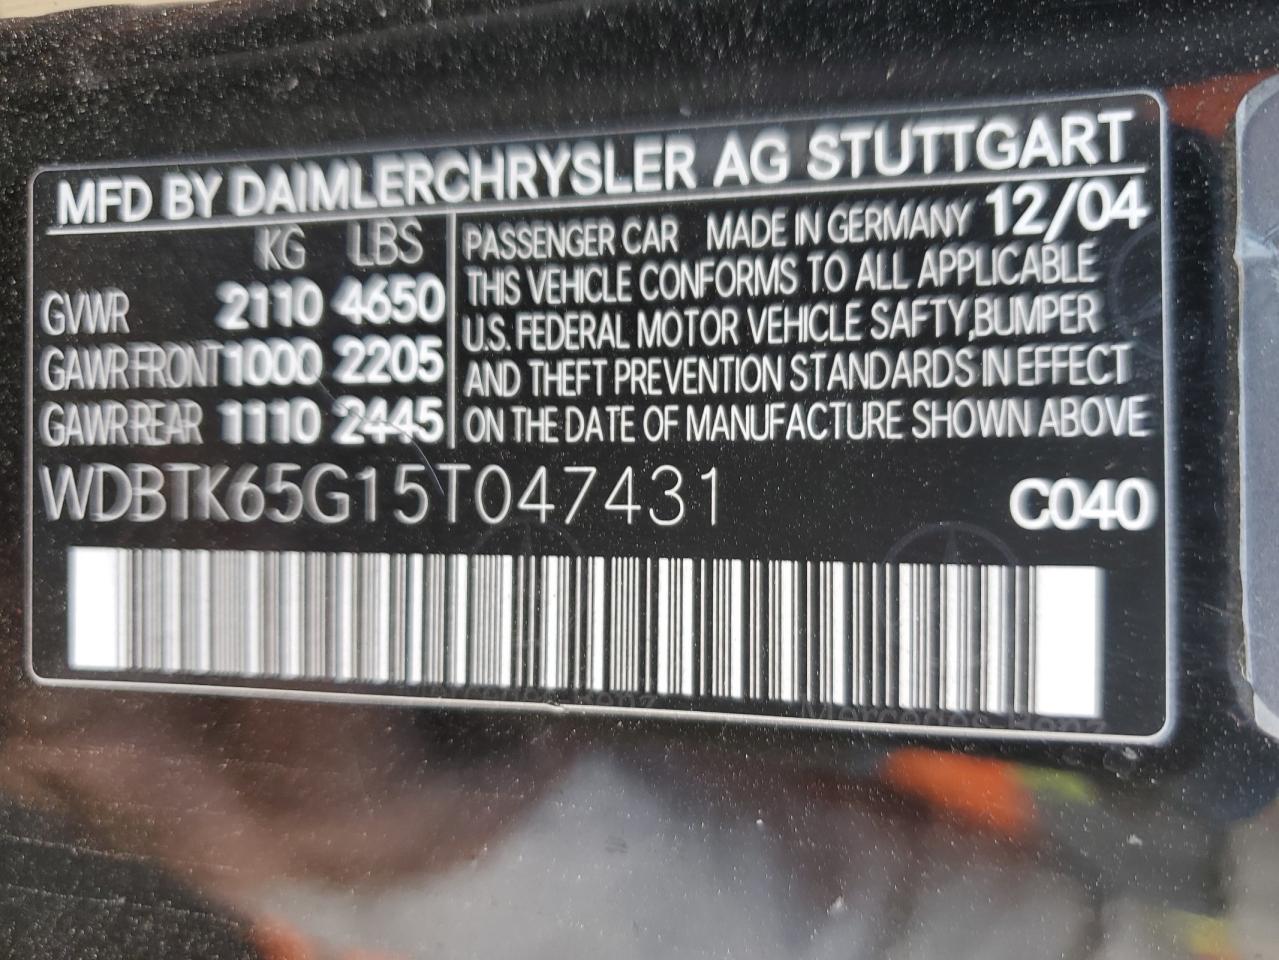 MFD BY DAIMLERCHRYSLER AG STUTTGART
KG LBS
GVWR 2110 4650
GAWR FRONT 1000 2205
GAWR REAR 1110 2445
PASSENGER CAR MADE IN GERMANY 12/04
THIS VEHICLE CONFORMS TO ALL APPLICABLE
U.S. FEDERAL MOTOR VEHICLE SAFTY,BUMPER
AND THEFT PREVENTION STANDARDS IN EFFECT
ON THE DATE OF MANUFACTURE SHOWN ABOVE
WDBTK65G15T047431
C040
Mercedes-Benz